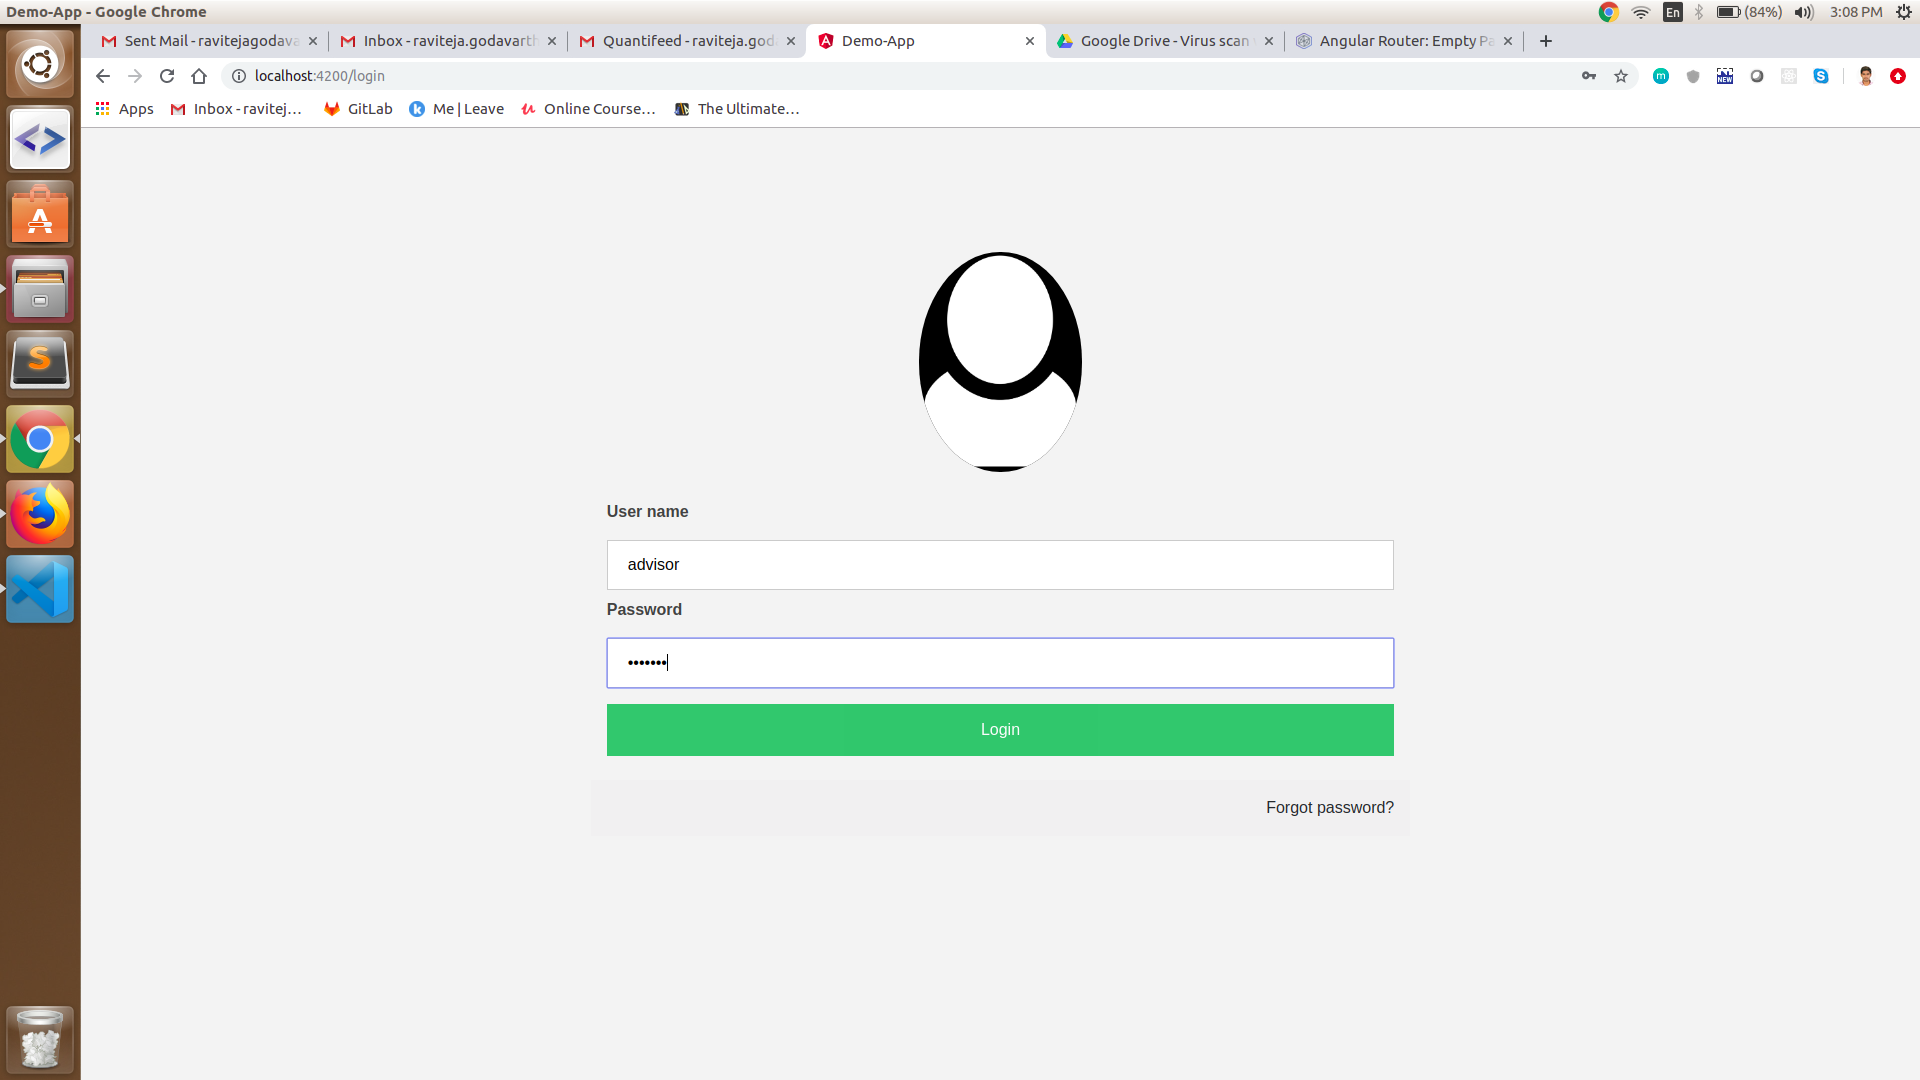 Demo-App - Google Chrome
En
(84%)
3:08 PM
Sent Mail - ravitejagodava
Inbox - raviteja.godavarth
Quantifeed - raviteja.god
Demo-App
Google Drive - Virus scan
Angular Router: Empty Pa
localhost:4200/login
Apps
Inbox - ravitej...
GitLab
Me | Leave
Online Course...
The Ultimate...
User name
advisor
Password
•••••••
Login
Forgot password?